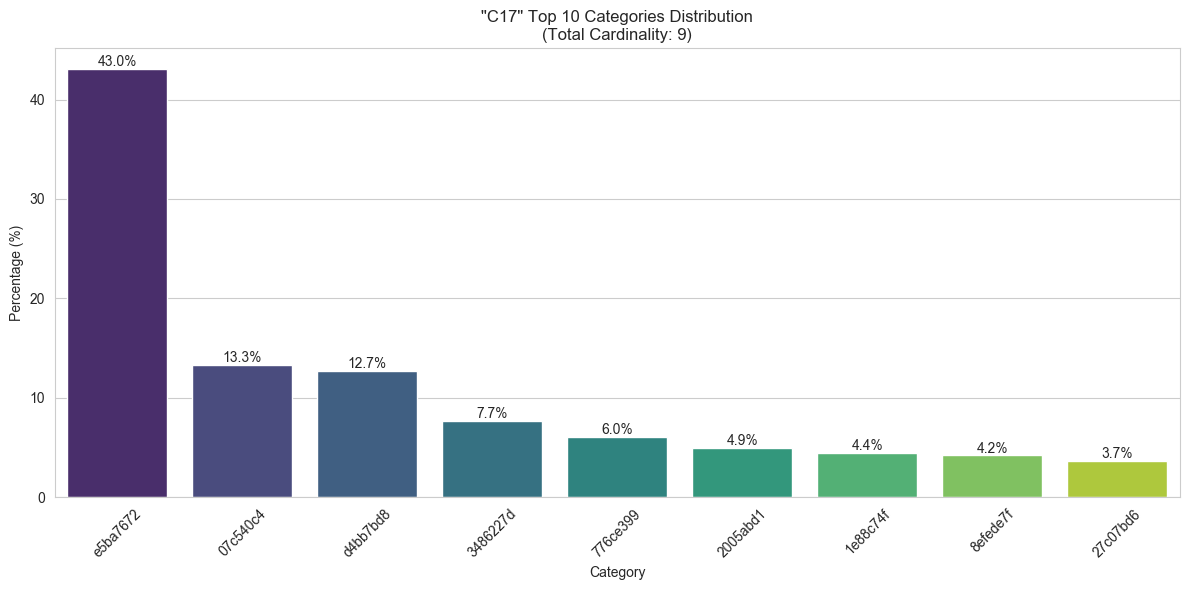 "C17" Top 10 Categories Distribution
(Total Cardinality: 9)
Percentage (%)
40
30
20
10
0
43.0%
13.3%
12.7%
7.7%
6.0%
4.9%
4.4%
4.2%
3.7%
e5ba7672
07c540c4
d4bb7bd8
3486227d
776ce399
2005abd1
1e88c74f
8efede7f
27c07bd6
Category